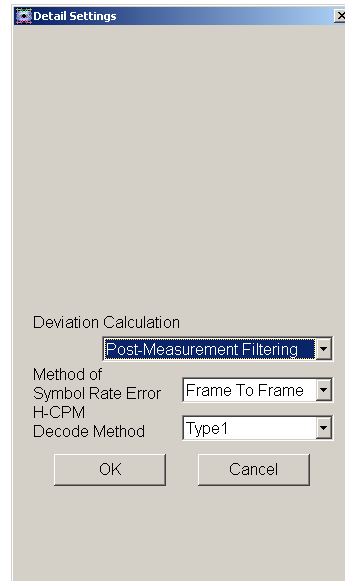 Detail Settings
Deviation Calculation
Post-Measurement Filtering
Method of
Symbol Rate Error
Frame To Frame
H-CPM
Decode Method
Type1
OK
Cancel